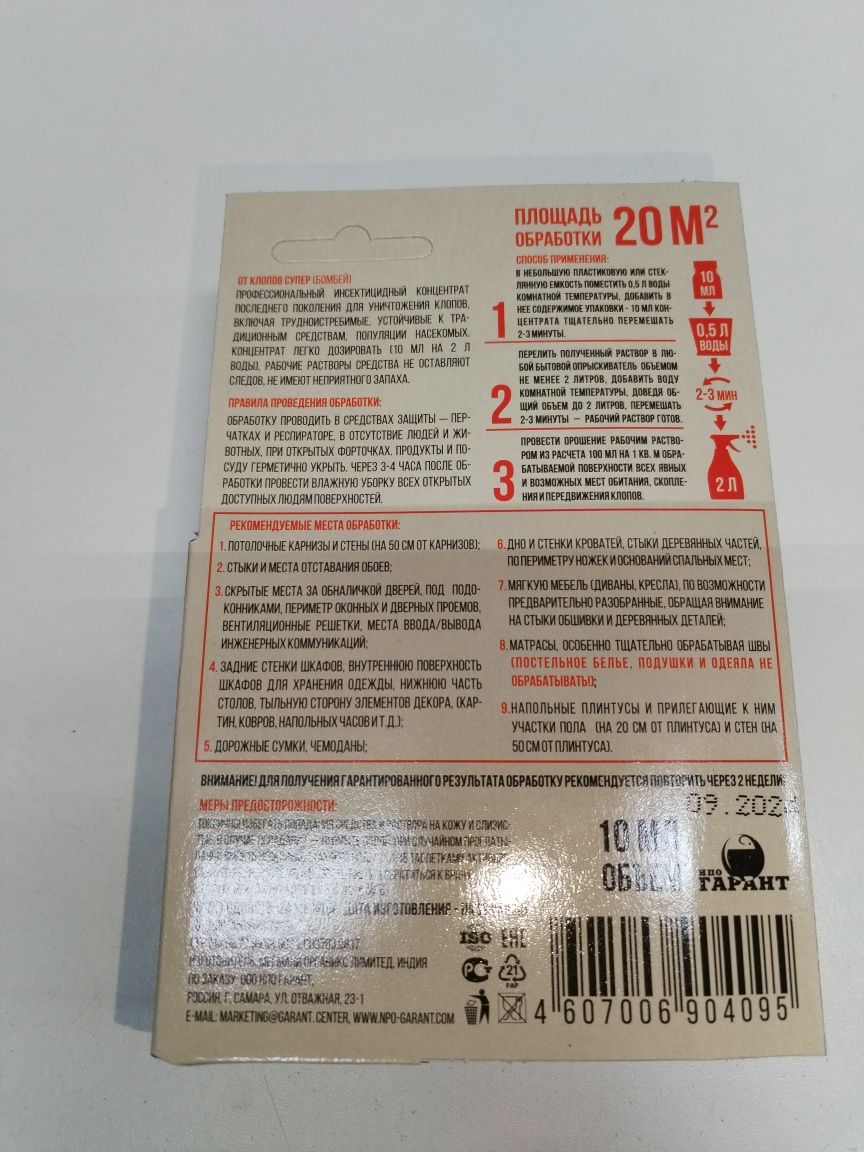 ПЛОЩАДЬ
ОБРАБОТКИ
20 М²
ОТ КЛОПОВ СУПЕР (БОМБЕЙ)
ПРОФЕССИОНАЛЬНЫЙ ИНСЕКТИЦИДНЫЙ КОНЦЕНТРАТ
ПОСЛЕДНЕГО ПОКОЛЕНИЯ ДЛЯ УНИЧТОЖЕНИЯ КЛОПОВ,
ВКЛЮЧАЯ ТРУДНОИСТРЕБИМЫЕ, УСТОЙЧИВЫЕ К ТРА-
ДИЦИОННЫМ СРЕДСТВАМ, ПОПУЛЯЦИИ НАСЕКОМЫХ.
КОНЦЕНТРАТ ЛЕГКО ДОЗИРОВАТЬ (10 МЛ НА 2 Л
ВОДЫ), РАБОЧИЕ РАСТВОРЫ СРЕДСТВА НЕ ОСТАВЛЯЮТ
СЛЕДОВ, НЕ ИМЕЮТ НЕПРИЯТНОГО ЗАПАХА.
ПРАВИЛА ПРОВЕДЕНИЯ ОБРАБОТКИ:
ОБРАБОТКУ ПРОВОДИТЬ В СРЕДСТВАХ ЗАЩИТЫ – ПЕР-
ЧАТКАХ И РЕСПИРАТОРЕ, В ОТСУТСТВИЕ ЛЮДЕЙ И ЖИ-
ВОТНЫХ, ПРИ ОТКРЫТЫХ ФОРТОЧКАХ. ПРОДУКТЫ И ПО-
СУДУ ГЕРМЕТИЧНО УКРЫТЬ. ЧЕРЕЗ 3-4 ЧАСА ПОСЛЕ ОБ-
РАБОТКИ ПРОВЕСТИ ВЛАЖНУЮ УБОРКУ ВСЕХ ОТКРЫТЫХ
ДОСТУПНЫХ ЛЮДЯМ ПОВЕРХНОСТЕЙ.
СПОСОБ ПРИМЕНЕНИЯ:
1
В НЕБОЛЬШУЮ ПЛАСТИКОВУЮ ИЛИ СТЕК-
ЛЯННУЮ ЕМКОСТЬ ПОМЕСТИТЬ 0,5 Л ВОДЫ
КОМНАТНОЙ ТЕМПЕРАТУРЫ, ДОБАВИТЬ В
НЕЕ СОДЕРЖИМОЕ УПАКОВКИ - 10 МЛ КОН-
ЦЕНТРАТА ТЩАТЕЛЬНО ПЕРЕМЕШАТЬ
2-3 МИНУТЫ.
2
ПЕРЕЛИТЬ ПОЛУЧЕННЫЙ РАСТВОР В ЛЮ-
БОЙ БЫТОВОЙ ОПРЫСКИВАТЕЛЬ ОБЪЕМОМ
НЕ МЕНЕЕ 2 ЛИТРОВ, ДОБАВИТЬ ВОДУ
КОМНАТНОЙ ТЕМПЕРАТУРЫ, ДОВЕДЯ ОБ-
ЩИЙ ОБЪЕМ ДО 2 ЛИТРОВ, ПЕРЕМЕШАТЬ
2-3 МИНУТЫ – РАБОЧИЙ РАСТВОР ГОТОВ.
3
ПРОВЕСТИ ОРОШЕНИЕ РАБОЧИМ РАСТВО-
РОМ ИЗ РАСЧЕТА 100 МЛ НА 1 КВ. М ОБРА-
БАТЫВАЕМОЙ ПОВЕРХНОСТИ ВСЕХ ЯВНЫХ
И ВОЗМОЖНЫХ МЕСТ ОБИТАНИЯ, СКОПЛЕ-
НИЯ И ПЕРЕДВИЖЕНИЯ КЛОПОВ.
10
МЛ
0,5 Л
ВОДЫ
2-3 МИН
2 Л
РЕКОМЕНДУЕМЫЕ МЕСТА ОБРАБОТКИ:
1. ПОТОЛОЧНЫЕ КАРНИЗЫ И СТЕНЫ (НА 50 СМ ОТ КАРНИЗОВ);
2. СТЫКИ И МЕСТА ОТСТАВАНИЯ ОБОЕВ;
3. СКРЫТЫЕ МЕСТА ЗА ОБНАЛИЧКОЙ ДВЕРЕЙ, ПОД ПОДО-
КОННИКАМИ, ПЕРИМЕТР ОКОННЫХ И ДВЕРНЫХ ПРОЕМОВ,
ВЕНТИЛЯЦИОННЫЕ РЕШЕТКИ, МЕСТА ВВОДА/ВЫВОДА
ИНЖЕНЕРНЫХ КОММУНИКАЦИЙ;
4. ЗАДНИЕ СТЕНКИ ШКАФОВ, ВНУТРЕННЮЮ ПОВЕРХНОСТЬ
ШКАФОВ ДЛЯ ХРАНЕНИЯ ОДЕЖДЫ, НИЖНЮЮ ЧАСТЬ
СТОЛОВ, ТЫЛЬНУЮ СТОРОНУ ЭЛЕМЕНТОВ ДЕКОРА, (КАР-
ТИН, КОВРОВ, НАПОЛЬНЫХ ЧАСОВ И Т.Д.);
5. ДОРОЖНЫЕ СУМКИ, ЧЕМОДАНЫ;
6. ДНО И СТЕНКИ КРОВАТЕЙ, СТЫКИ ДЕРЕВЯННЫХ ЧАСТЕЙ,
ПО ПЕРИМЕТРУ НОЖЕК И ОСНОВАНИЙ СПАЛЬНЫХ МЕСТ;
7. МЯГКУЮ МЕБЕЛЬ (ДИВАНЫ, КРЕСЛА), ПО ВОЗМОЖНОСТИ
ПРЕДВАРИТЕЛЬНО РАЗОБРАННЫЕ, ОБРАЩАЯ ВНИМАНИЕ
НА СТЫКИ ОБШИВКИ И ДЕРЕВЯННЫХ ДЕТАЛЕЙ;
8. МАТРАСЫ, ОСОБЕННО ТЩАТЕЛЬНО ОБРАБАТЫВАЯ ШВЫ
(ПОСТЕЛЬНОЕ БЕЛЬЕ, ПОДУШКИ И ОДЕЯЛА НЕ
ОБРАБАТЫВАТЬ!);
9. НАПОЛЬНЫЕ ПЛИНТУСЫ И ПРИЛЕГАЮЩИЕ К НИМ
УЧАСТКИ ПОЛА (НА 20 СМ ОТ ПЛИНТУСА) И СТЕН (НА
50 СМ ОТ ПЛИНТУСА).
ВНИМАНИЕ! ДЛЯ ПОЛУЧЕНИЯ ГАРАНТИРОВАННОГО РЕЗУЛЬТАТА ОБРАБОТКУ РЕКОМЕНДУЕТСЯ ПОВТОРИТЬ ЧЕРЕЗ 2 НЕДЕЛИ
МЕРЫ ПРЕДОСТОРОЖНОСТИ:
ИЗБЕГАТЬ ПОПАДАНИЯ СРЕДСТВА И РАСТВОРА НА КОЖУ И СЛИЗИС-
СЛУЧАЙНОМ
ТАБЛЕТКАМИ
К ВРАЧУ
ДАТА ИЗГОТОВЛЕНИЯ -
ИНДИЯ
ПО ЗАКАЗУ: ООО НПО ГАРАНТ,
РОССИЯ, Г. САМАРА, УЛ. ОТВАЖНАЯ, 23-1
E-MAIL: MARKETING@GARANT.CENTER, WWW.NPO-GARANT.COM
09.202
10 МЛ
ОБЪЕМ
НПО
ГАРАНТ
ISO
EAC
РС
21
PAP
4 607006 904095